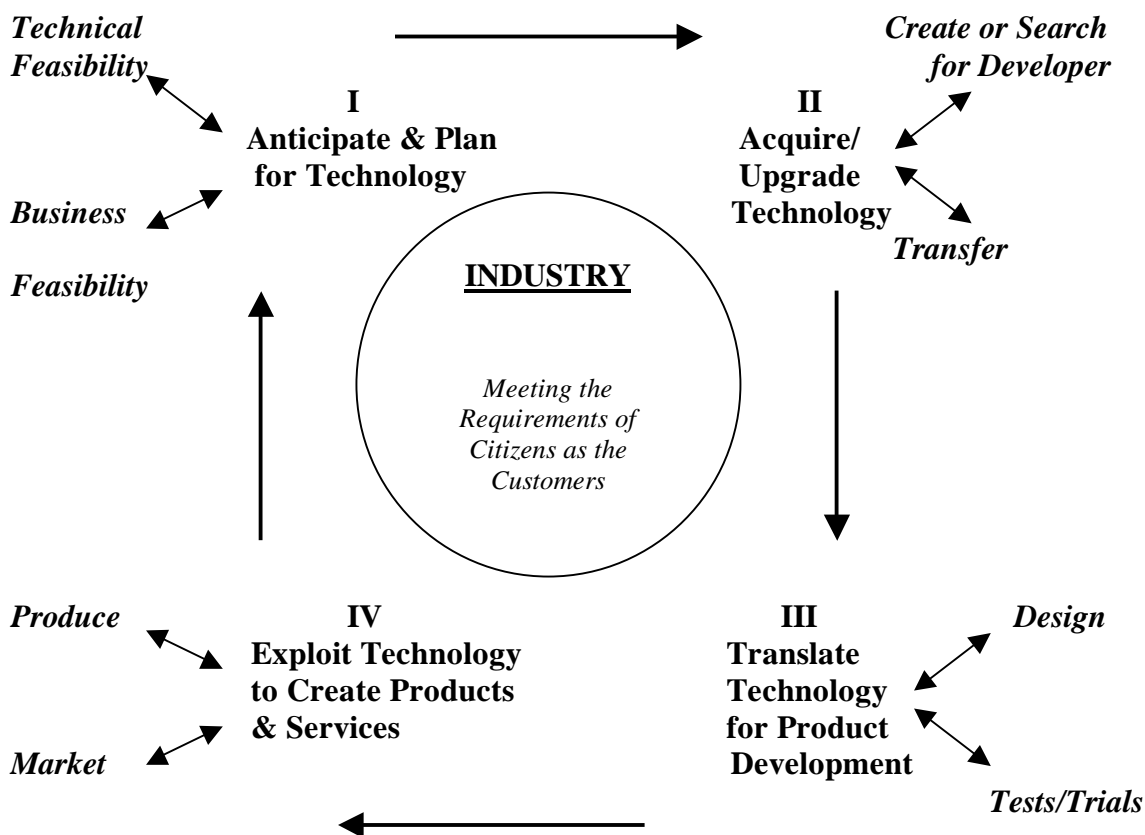 Technical
Feasibility
I
Anticipate & Plan
for Technology
Business
Feasibility
Create or Search
for Developer
II
Acquire/
Upgrade
Technology
Transfer
INDUSTRY
Meeting the
Requirements of
Citizens as the
Customers
Produce
IV
Exploit Technology
to Create Products
& Services
Market
III
Translate
Technology
for Product
Development
Design
Tests/Trials